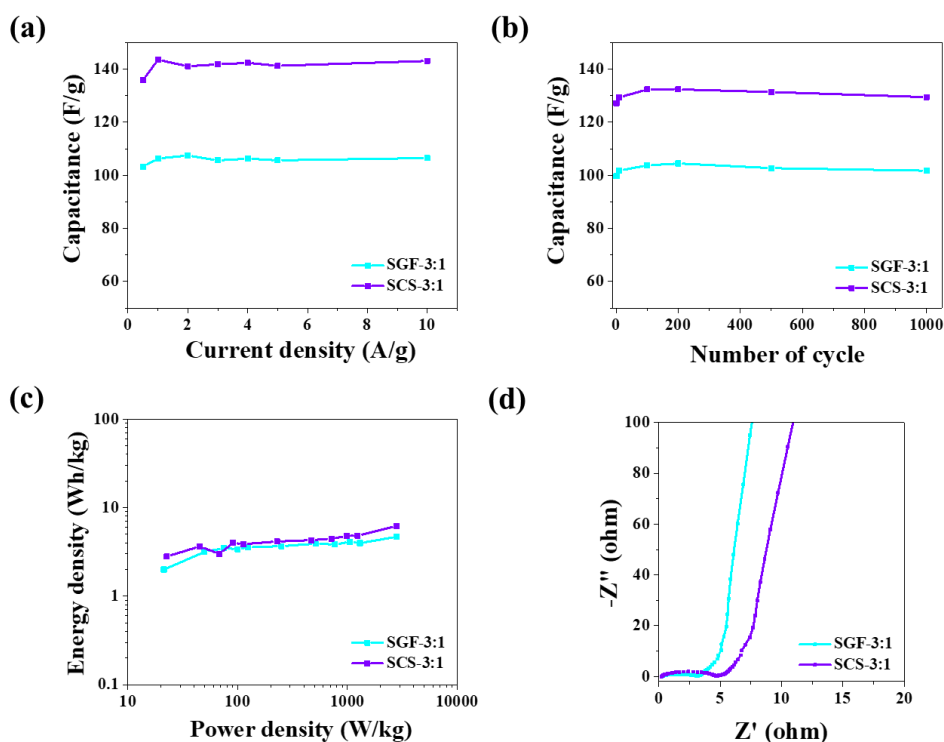 (a)
Capacitance (F/g)
140
120
100
80
60
0 2 4 6 8 10
Current density (A/g)
SGF-3:1
SCS-3:1
(b)
Capacitance (F/g)
140
120
100
80
60
0 200 400 600 800 1000
Number of cycle
SGF-3:1
SCS-3:1
(c)
Energy density (Wh/kg)
100
10
1
0.1
10 100 1000 10000
Power density (W/kg)
SGF-3:1
SCS-3:1
(d)
-Z" (ohm)
100
80
60
40
20
0
0 5 10 15 20
Z' (ohm)
SGF-3:1
SCS-3:1